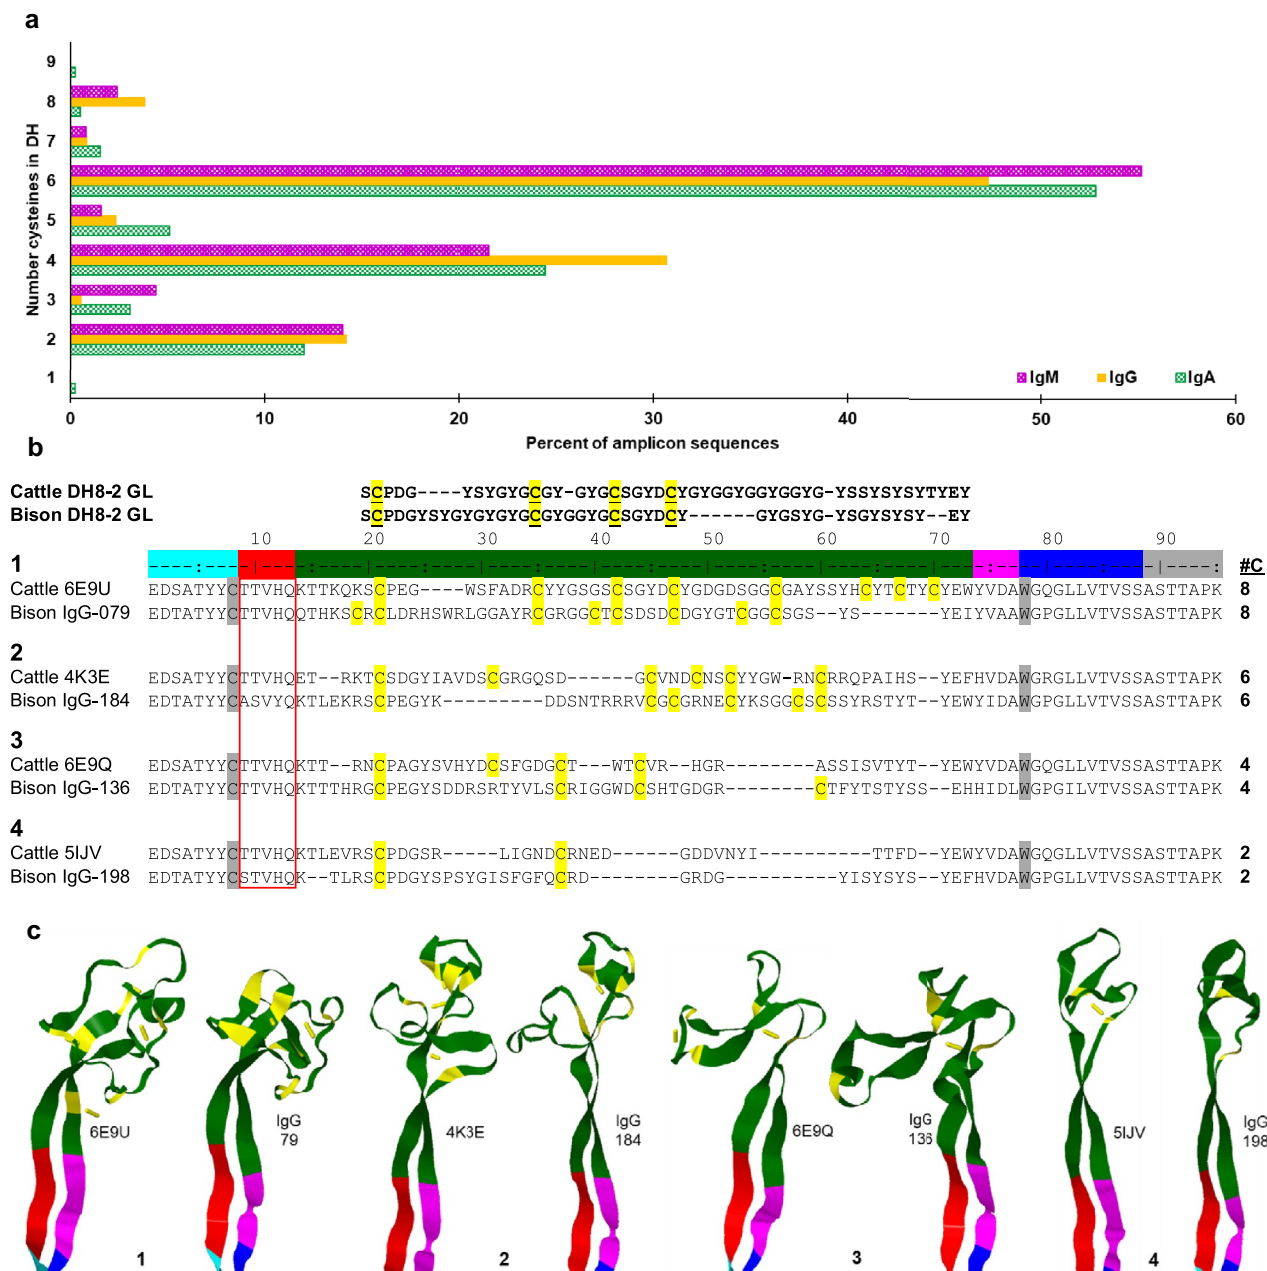 a
Number cysteines in DH
9
8
7
6
5
4
3
2
1
IgM IgG IgA
0 10 20 30 40 50 60
Percent of amplicon sequences
b
Cattle DH8-2 GL SCPDG----YSYGYGCGY-GYGCSGYDCYGYGGYGGYGGYG-YSSYSYSYTYEY
Bison DH8-2 GL SCPDGYSYGYGYGYGCGYGGYGCSGYDCY------GYGSYG-YSGYSYSY--EY
10 20 30 40 50 60 70 80 90
1 #C
Cattle 6E9U EDSATYYCTTVHQKTTKQKSCPEG----WSFADRCYYGSGSCSGYDCYGDGDSGGCGAYSSYHCYTCTYCYEWYVDAWGQGLLVTVSSASTTAPK 8
Bison IgG-079 EDTATYYCTTVHQQTHKSCRCLDRHSWRLGGAYRCGRGGCTCSDSDCDGYGTCGGCSGS--YS-------YEIYVAAWGPGLLVTVSSASTTAPK 8
2
Cattle 4K3E EDSATYYCTTVHQET--RKTCSDGYIAVDSCGRGQSD------GCVNDCNSCYYGW-RNCRRQPAIHS--YEFHVDAWGRGLLVTVSSASTTAPK 6
Bison IgG-184 EDTATYYCASVYQKTLEKRSCPEGYK---------DDSNTRRRVCGCGRNECYKSGGCSCSSYRSTYT--YEWYIDAWGPGLLVTVSSASTTAPK 6
3
Cattle 6E9Q EDSATYYCTTVHQKTT--RNCPAGYSVHYDCSFGDGCT---WTCVR--HGR--------ASSISVTYT-YEWYVDAWGQGLLVTVSSASTTAPK 4
Bison IgG-136 EDTATYYCTTVHQKTTTHRGCPEGYSDDRSRTYVLSCRIGGWDCSHTGDGR--------CTFYTSTYSS--EHHIDLWGPGILVTVSSASTTAPK 4
4
Cattle 5IJV EDSATYYCTTVHQKTLEVRSCPDGSR-----LIGNDCRNED------GDDVNYI----------TTFD-YEWYVDAWGQGLLVTVSSASTTAPK 2
Bison IgG-198 EDTATYYCSTVHQK--TLRSCPDGYSPSYGISFGFQCRD--------GRDG----------YISYSYS-YEFHVDAWGPGLLVTVSSASTTAPK 2
c
6E9U
IgG
79
4K3E
IgG
184
6E9Q
IgG
136
5IJV
IgG
198
1 2 3 4